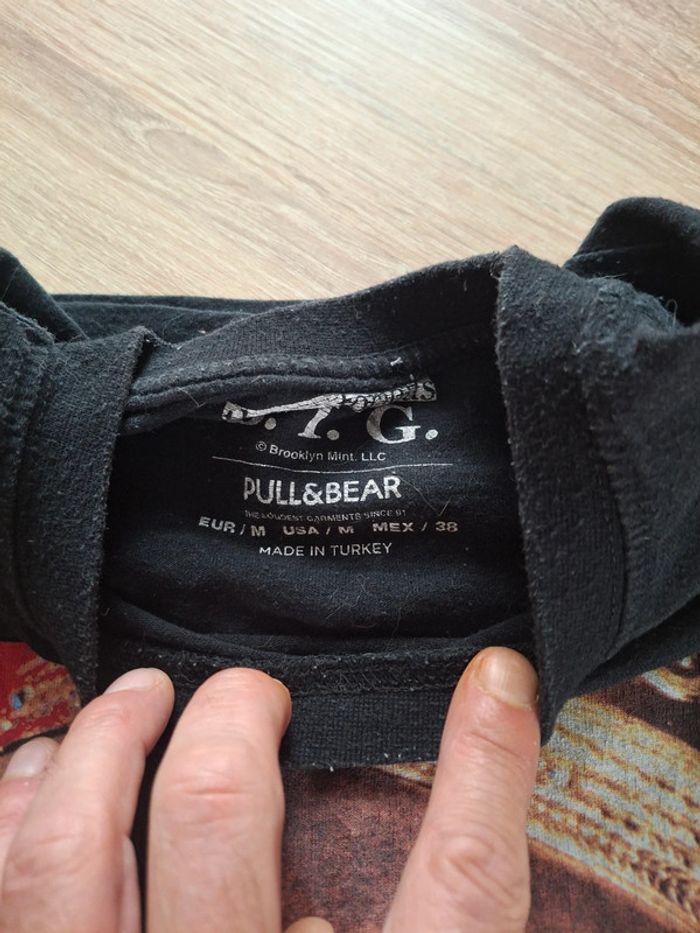 . I. G.
© Brooklyn Mint. LLC
PULL&BEAR
THE LOUDEST GARMENTS SINCE 91
EUR / M USA / M MEX / 38
MADE IN TURKEY